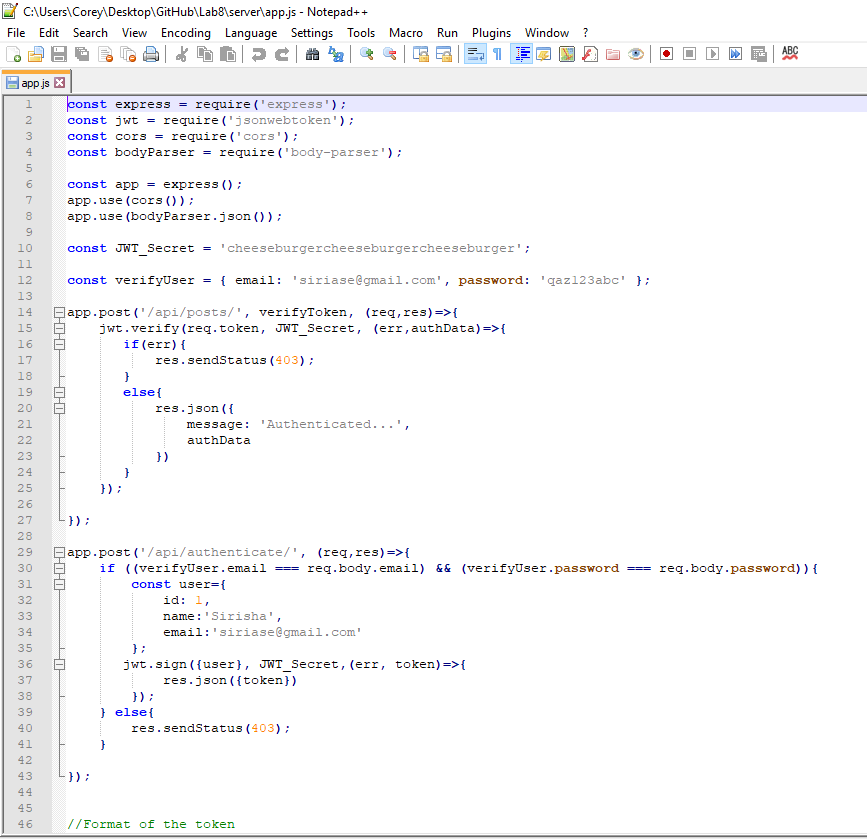 C:\Users\Corey\Desktop\GitHub\Lab8\server\app.js - Notepad++
File Edit Search View Encoding Language Settings Tools Macro Run Plugins Window ?
ABC
app.js
1 const express = require('express');
2 const jwt = require('jsonwebtoken');
3 const cors = require('cors');
4 const bodyParser = require('body-parser');
5
6 const app = express();
7 app.use(cors());
8 app.use(bodyParser.json());
9
10 const JWT_Secret = 'cheeseburgercheeseburgercheeseburger';
11
12 const verifyUser = { email: 'siriase@gmail.com', password: 'qaz123abc' };
13
14 app.post('/api/posts/', verifyToken, (req,res)=>{
15 jwt.verify(req.token, JWT_Secret, (err,authData)=>{
16 if(err){
17 res.sendStatus(403);
18 }
19 else{
20 res.json({
21 message: 'Authenticated...',
22 authData
23 })
24 }
25 });
26
27 });
28
29 app.post('/api/authenticate/', (req,res)=>{
30 if ((verifyUser.email === req.body.email) && (verifyUser.password === req.body.password)){
31 const user={
32 id: 1,
33 name:'Sirisha',
34 email:'siriase@gmail.com'
35 };
36 jwt.sign({user}, JWT_Secret,(err, token)=>{
37 res.json({token})
38 });
39 } else{
40 res.sendStatus(403);
41 }
42
43 });
44
45
46 //Format of the token